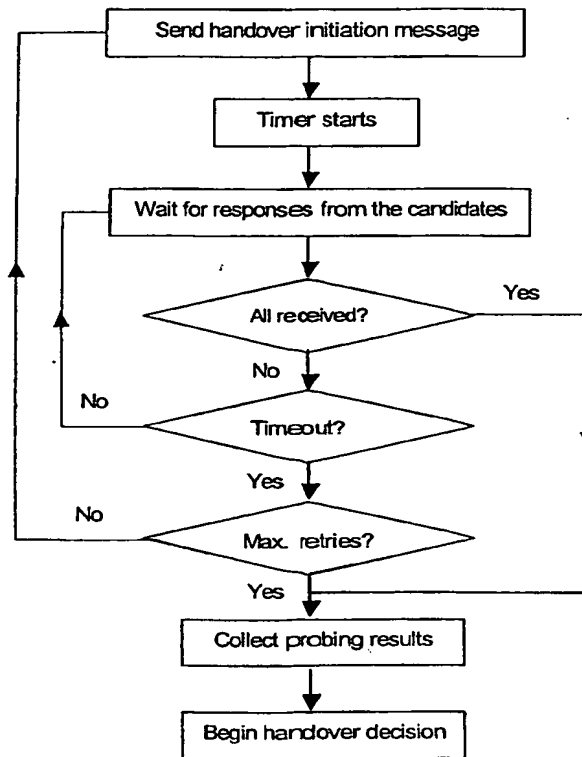 Send handover initiation message
Timer starts
Wait for responses from the candidates
All received?
Yes
No
No
Timeout?
Yes
No
Max. retries?
Yes
Collect probing results
Begin handover decision